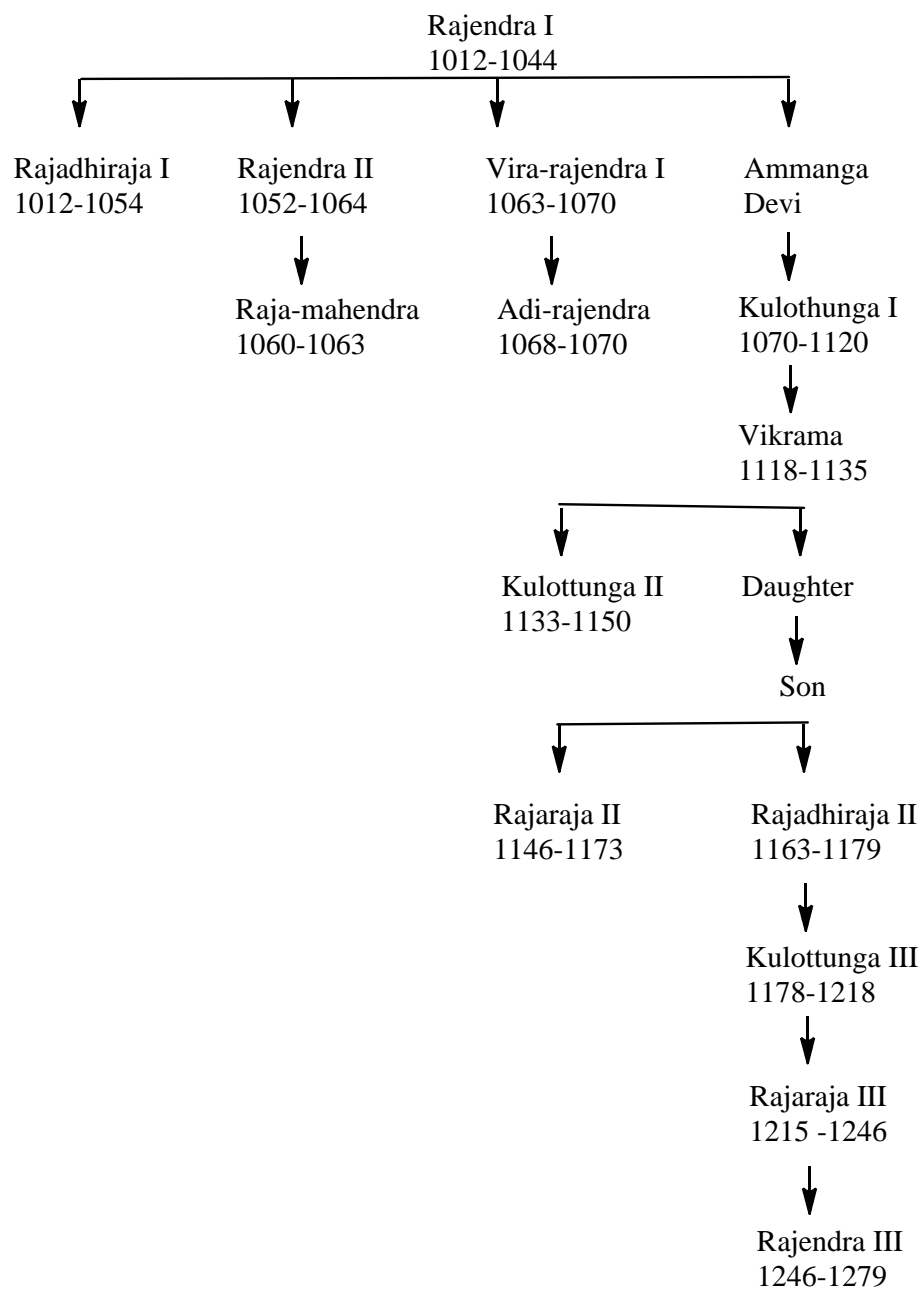 Rajendra I
1012-1044
Rajadhiraja I
1012-1054
Rajendra II
1052-1064
Vira-rajendra I
1063-1070
Ammanga
Devi
Raja-mahendra
1060-1063
Adi-rajendra
1068-1070
Kulothunga I
1070-1120
Vikrama
1118-1135
Kulottunga II
1133-1150
Daughter
Son
Rajaraja II
1146-1173
Rajadhiraja II
1163-1179
Kulottunga III
1178-1218
Rajaraja III
1215 -1246
Rajendra III
1246-1279